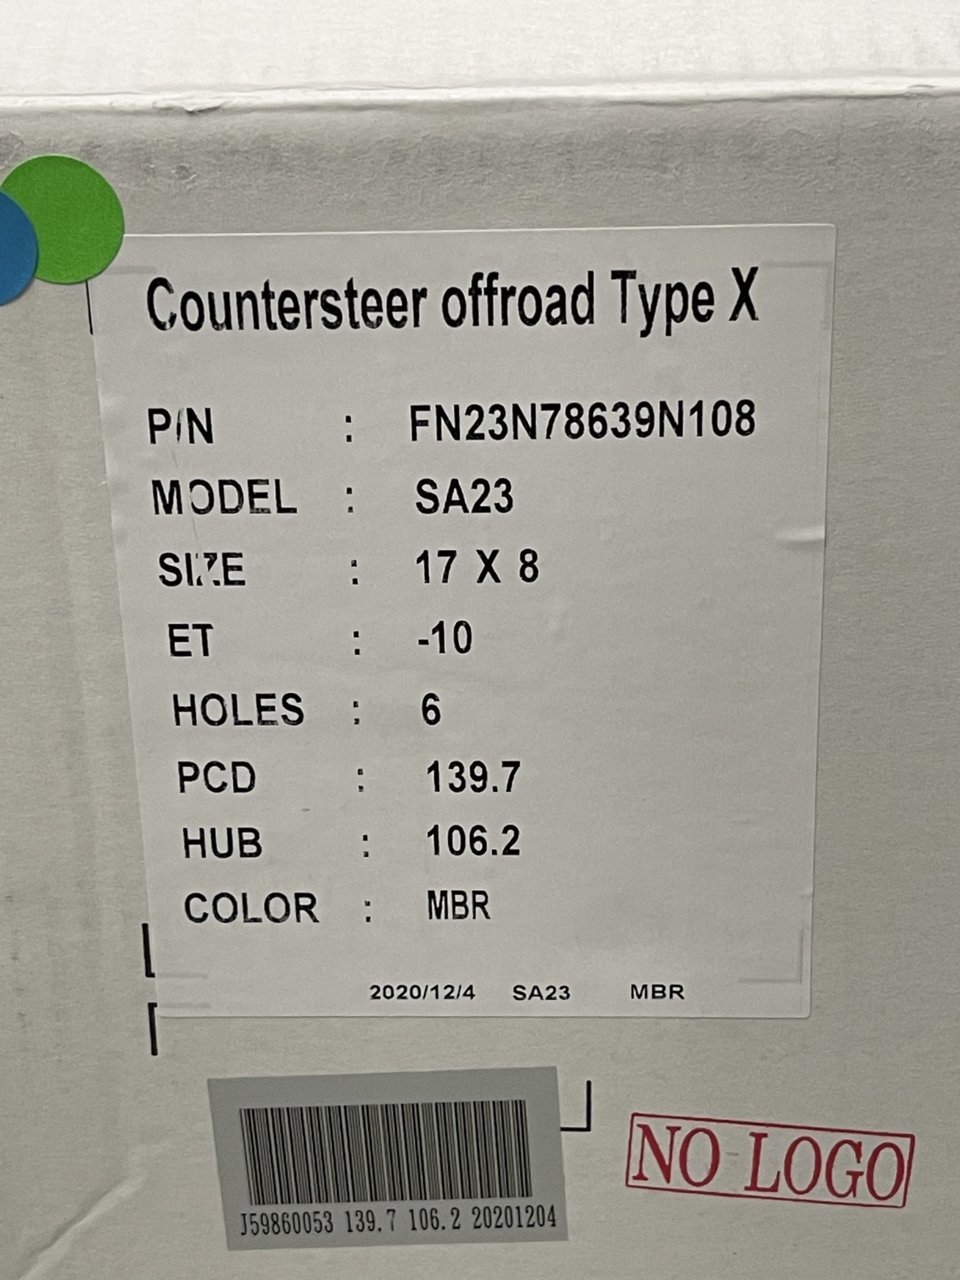 Countersteer offroad Type X
P/N : FN23N78639N108
MODEL : SA23
SIZE : 17 X 8
ET : -10
HOLES : 6
PCD : 139.7
HUB : 106.2
COLOR : MBR
2020/12/4 SA23 MBR
J59860053 139.7 106.2 20201204
NO LOGO